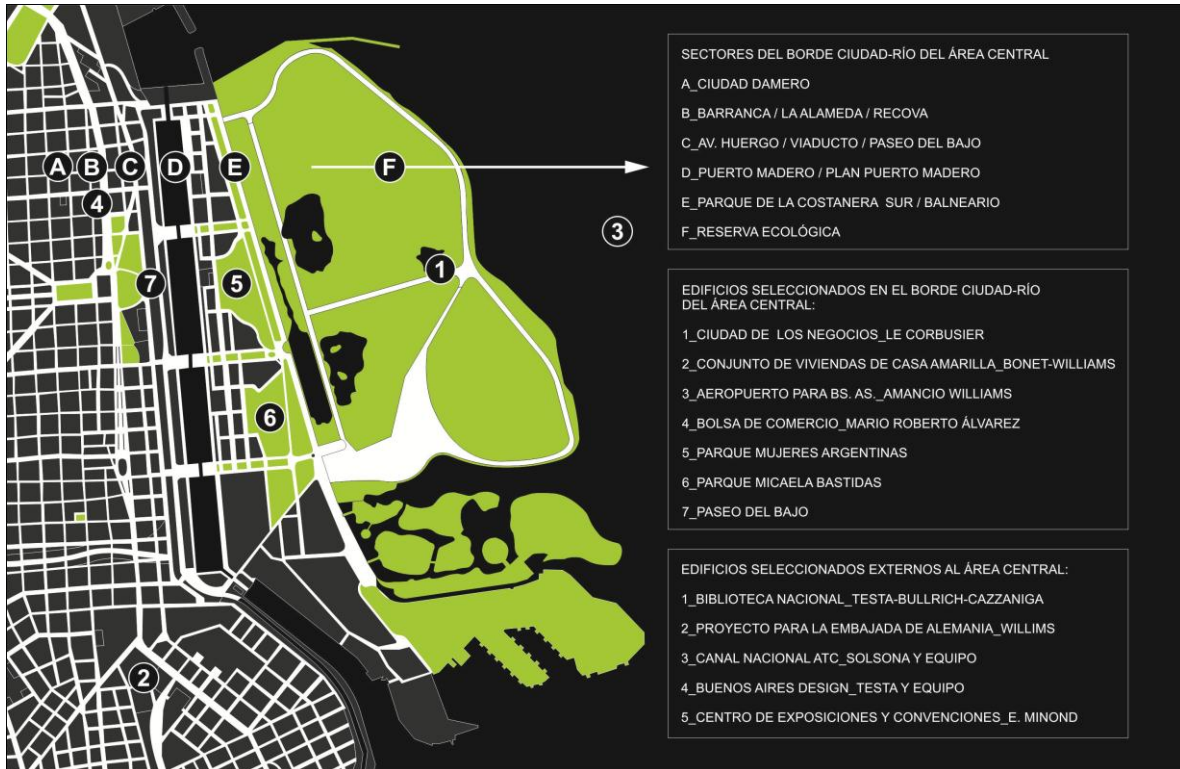 A B C D E F
4
3
1
7 5
6
2
SECTORES DEL BORDE CIUDAD-RÍO DEL ÁREA CENTRAL
A_CIUDAD DAMERO
B_BARRANCA / LA ALAMEDA / RECOVA
C_AV. HUERGO / VIADUCTO / PASEO DEL BAJO
D_PUERTO MADERO / PLAN PUERTO MADERO
E_PARQUE DE LA COSTANERA SUR / BALNEARIO
F_RESERVA ECOLÓGICA
EDIFICIOS SELECCIONADOS EN EL BORDE CIUDAD-RÍO
DEL ÁREA CENTRAL:
1_CIUDAD DE LOS NEGOCIOS_LE CORBUSIER
2_CONJUNTO DE VIVIENDAS DE CASA AMARILLA_BONET-WILLIAMS
3_AEROPUERTO PARA BS. AS._AMANCIO WILLIAMS
4_BOLSA DE COMERCIO_MARIO ROBERTO ÁLVAREZ
5_PARQUE MUJERES ARGENTINAS
6_PARQUE MICAELA BASTIDAS
7_PASEO DEL BAJO
EDIFICIOS SELECCIONADOS EXTERNOS AL ÁREA CENTRAL:
1_BIBLIOTECA NACIONAL_TESTA-BULLRICH-CAZZANIGA
2_PROYECTO PARA LA EMBAJADA DE ALEMANIA_WILLIMS
3_CANAL NACIONAL ATC_SOLSONA Y EQUIPO
4_BUENOS AIRES DESIGN_TESTA Y EQUIPO
5_CENTRO DE EXPOSICIONES Y CONVENCIONES_E. MINOND